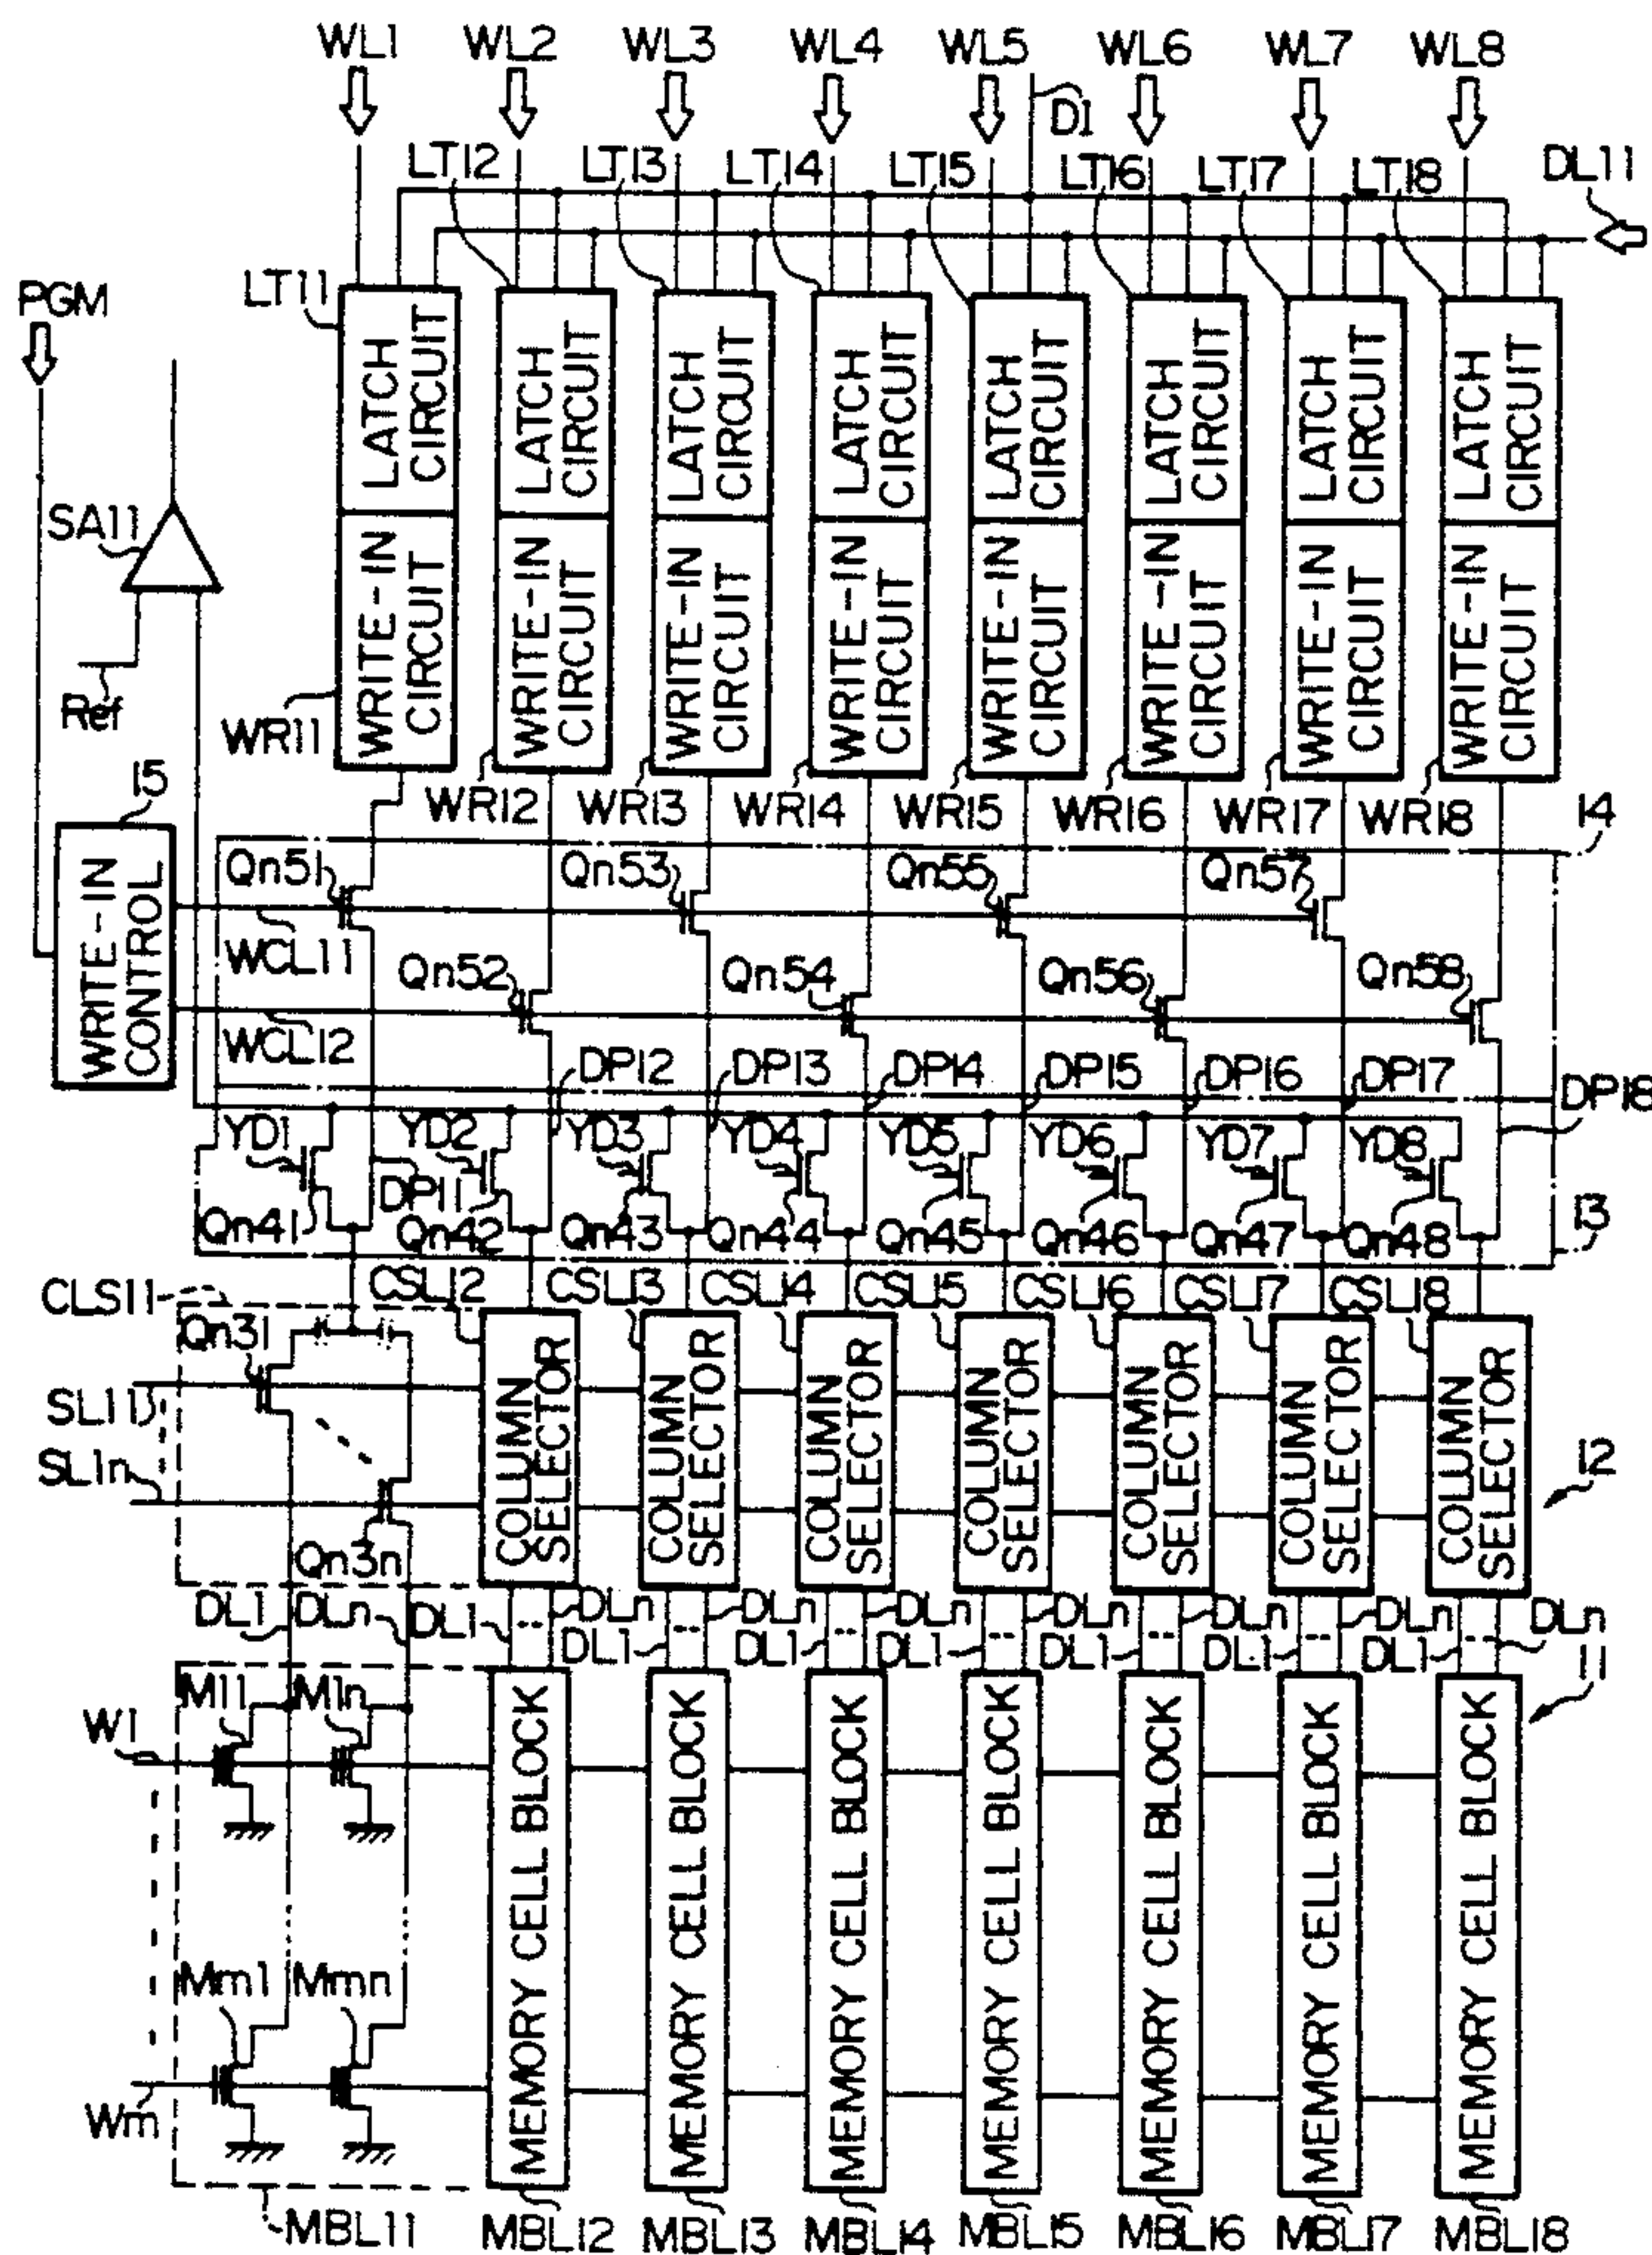 WL1 WL2 WL3 WL4 WL5 WL6 WL7 WL8
D1
LT12 LT13 LT14 LT15 LT16 LT17 LT18 DL11
PGM LT11
LATCH CIRCUIT LATCH CIRCUIT LATCH CIRCUIT LATCH CIRCUIT LATCH CIRCUIT LATCH CIRCUIT LATCH CIRCUIT LATCH CIRCUIT
SA11
WRITE-IN CIRCUIT WRITE-IN CIRCUIT WRITE-IN CIRCUIT WRITE-IN CIRCUIT WRITE-IN CIRCUIT WRITE-IN CIRCUIT WRITE-IN CIRCUIT WRITE-IN CIRCUIT
Ref
WR11
15 WR12 WR13 WR14 WR15 WR16 WR17 WR18 14
WRITE-IN CONTROL
Qn51 Qn53 Qn55 Qn57
WCL11
Qn52 Qn54 Qn56 Qn58
WCL12
DP12 DP13 DP14 DP15 DP16 DP17 DP18
YD1 YD2 YD3 YD4 YD5 YD6 YD7 YD8
DP11
Qn41 Qn42 Qn43 Qn44 Qn45 Qn46 Qn47 Qn48 13
CLS11 CSL12 CSL13 CSL14 CSL15 CSL16 CSL17 CSL18
Qn31
SL11
COLUMN SELECTOR COLUMN SELECTOR COLUMN SELECTOR COLUMN SELECTOR COLUMN SELECTOR COLUMN SELECTOR COLUMN SELECTOR
SL1n 12
Qn3n
DL1 DLn DL1 DLn DL1 DLn DL1 DLn DL1 DLn DL1 DLn DL1 DLn DL1 DLn
11
M11 M1n
W1
MEMORY CELL BLOCK MEMORY CELL BLOCK MEMORY CELL BLOCK MEMORY CELL BLOCK MEMORY CELL BLOCK MEMORY CELL BLOCK MEMORY CELL BLOCK
Mm1 Mmn
Wm
MBL11 MBL12 MBL13 MBL14 MBL15 MBL16 MBL17 MBL18